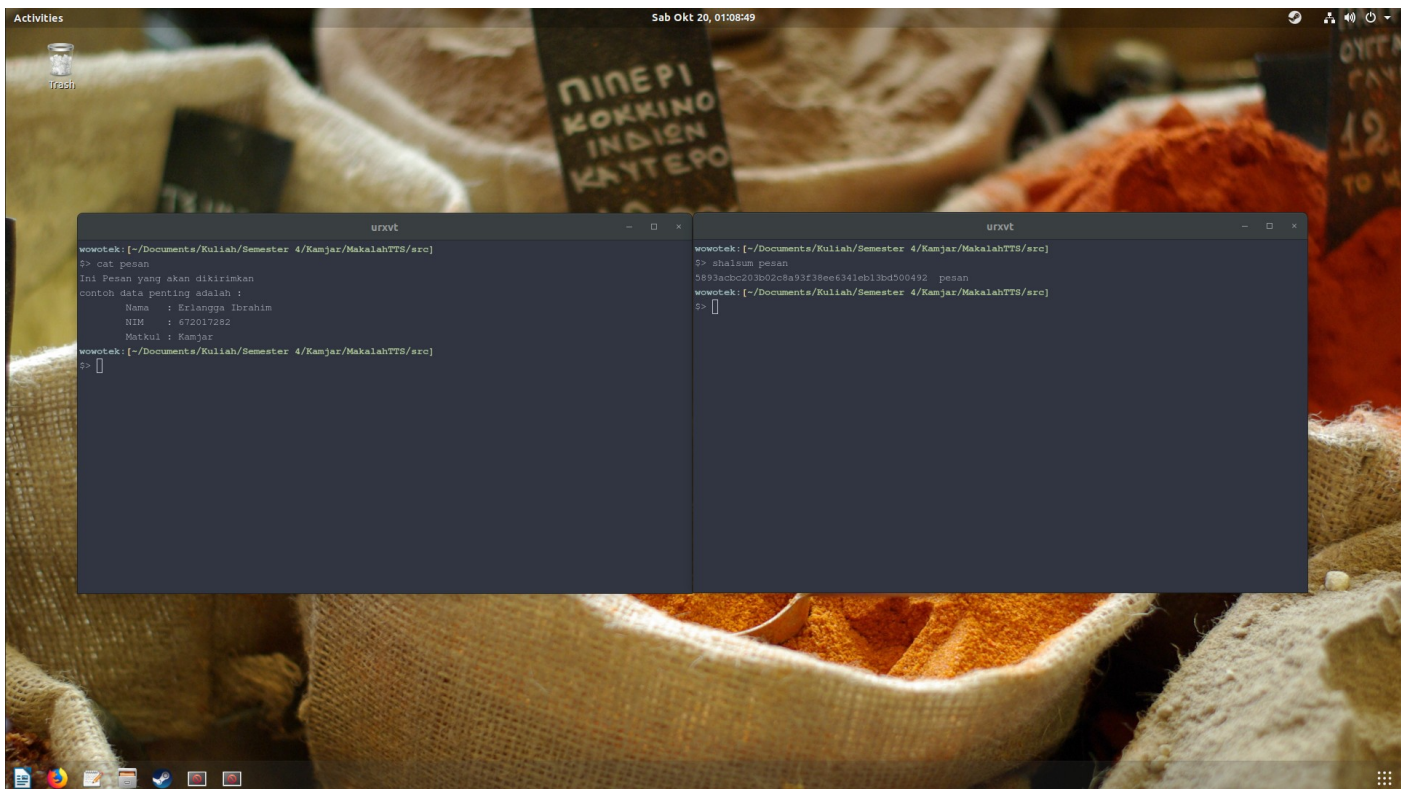 Activities
Sab Okt 20, 01:08:49
Trash
ΠΙΠΕΡΙ
ΚΟΚΚΙΝΟ
ΙΝΔΙΩΝ
ΚΑΥΤΕΡΟ
12.
ΤΟ
urxvt
wowotek:[~/Documents/Kuliah/Semester 4/Kamjar/MakalahTTS/src]
$> cat pesan
Ini Pesan yang akan dikirimkan
contoh data penting adalah :
Nama : Erlangga Ibrahim
NIM : 672017282
Matkul : Kamjar
wowotek:[~/Documents/Kuliah/Semester 4/Kamjar/MakalahTTS/src]
$>
urxvt
wowotek:[~/Documents/Kuliah/Semester 4/Kamjar/MakalahTTS/src]
$> sha1sum pesan
5893acbc203b02c8a93f38ee6341eb13bd500492 pesan
wowotek:[~/Documents/Kuliah/Semester 4/Kamjar/MakalahTTS/src]
$>